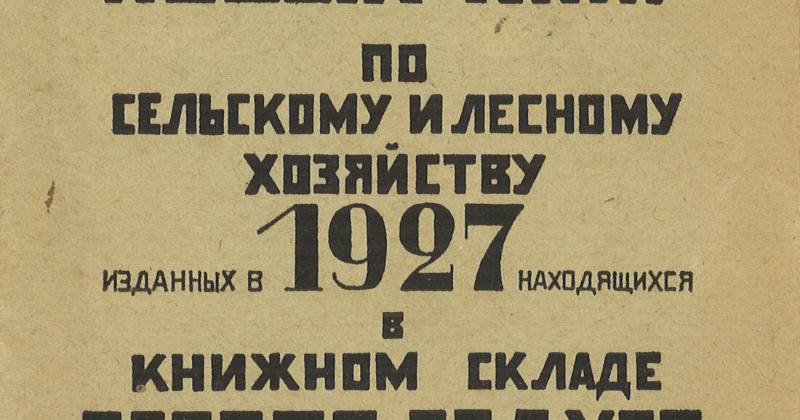 ПО
СЕЛЬСКОМУ И ЛЕСНОМУ
ХОЗЯЙСТВУ
ИЗДАННЫХ В 1927 НАХОДЯЩИХСЯ
В
КНИЖНОМ СКЛАДЕ